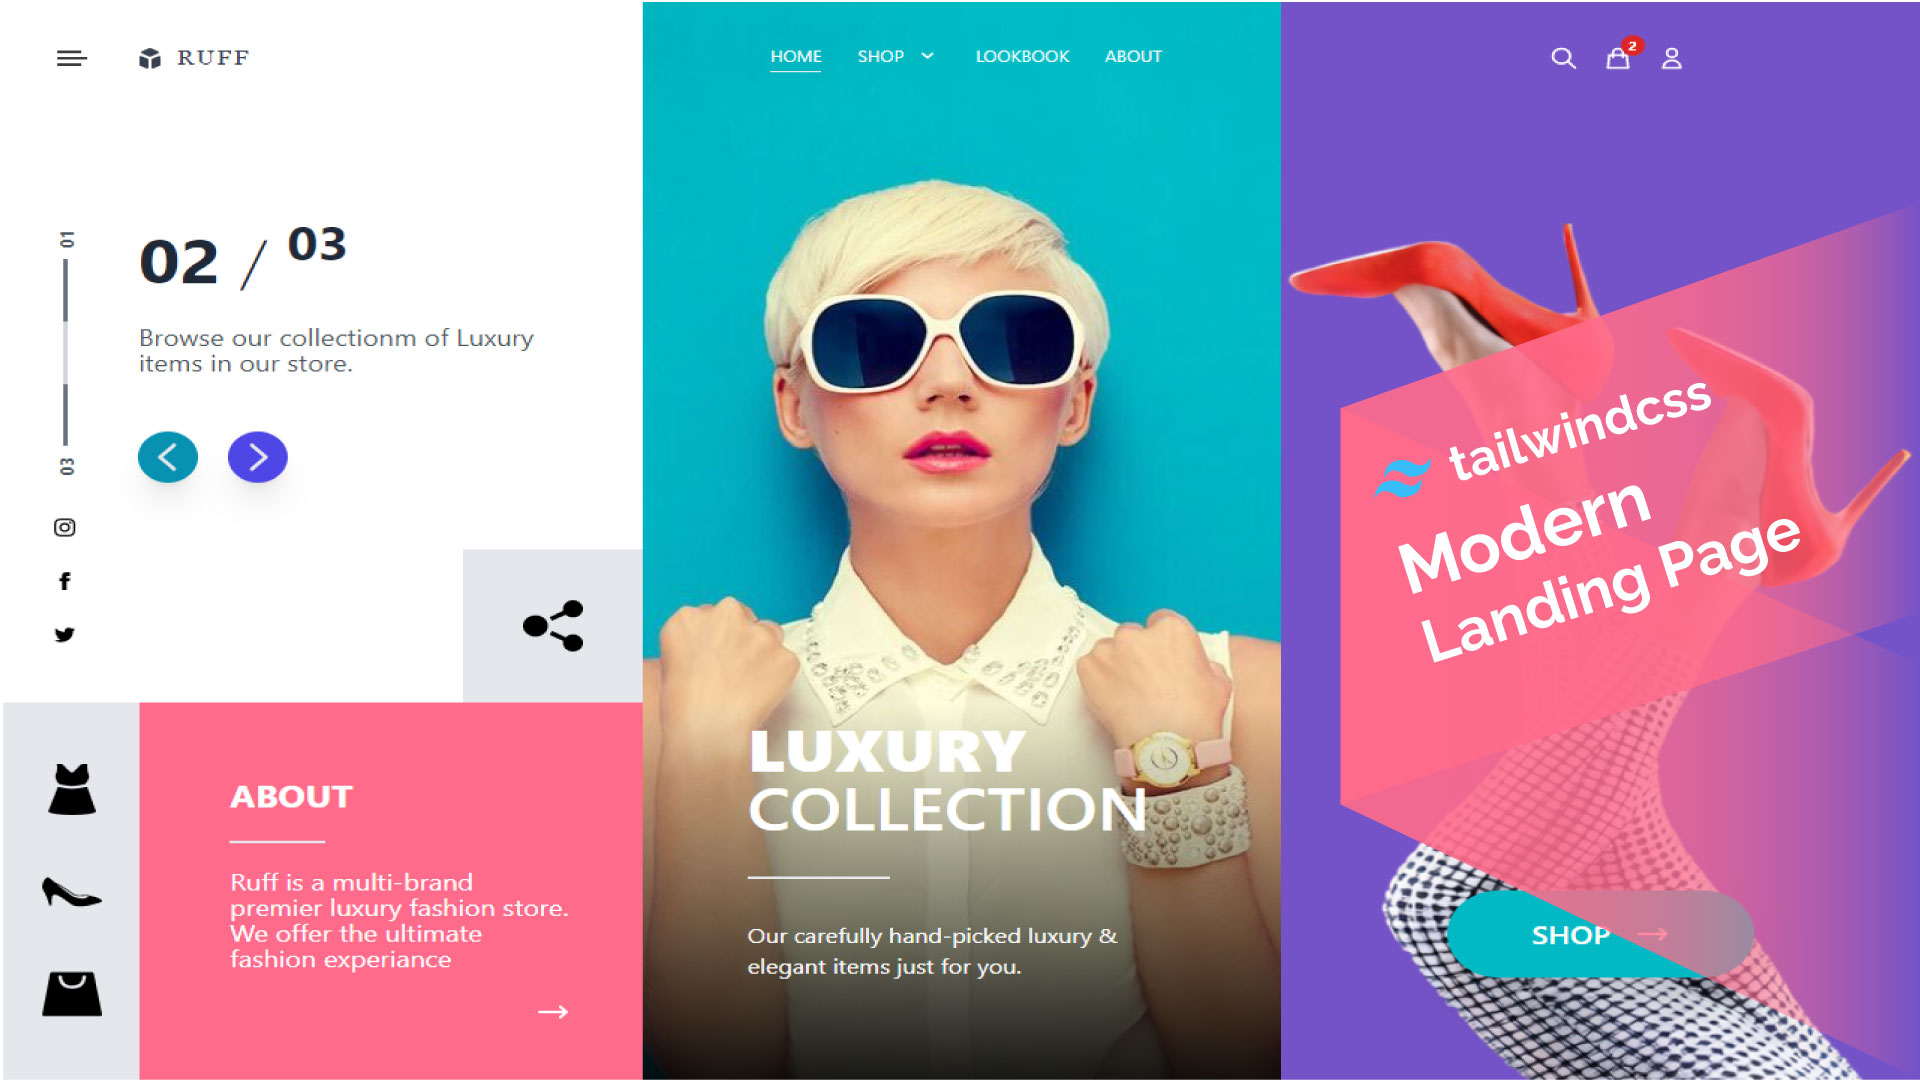 RUFF
HOME
SHOP
LOOKBOOK
ABOUT
2
01
02 / 03
Browse our collectionm of Luxury
items in our store.
03
ABOUT
Ruff is a multi-brand
premier luxury fashion store.
We offer the ultimate
fashion experiance
LUXURY
COLLECTION
Our carefully hand-picked luxury &
elegant items just for you.
tailwindcss
Modern
Landing Page
SHOP